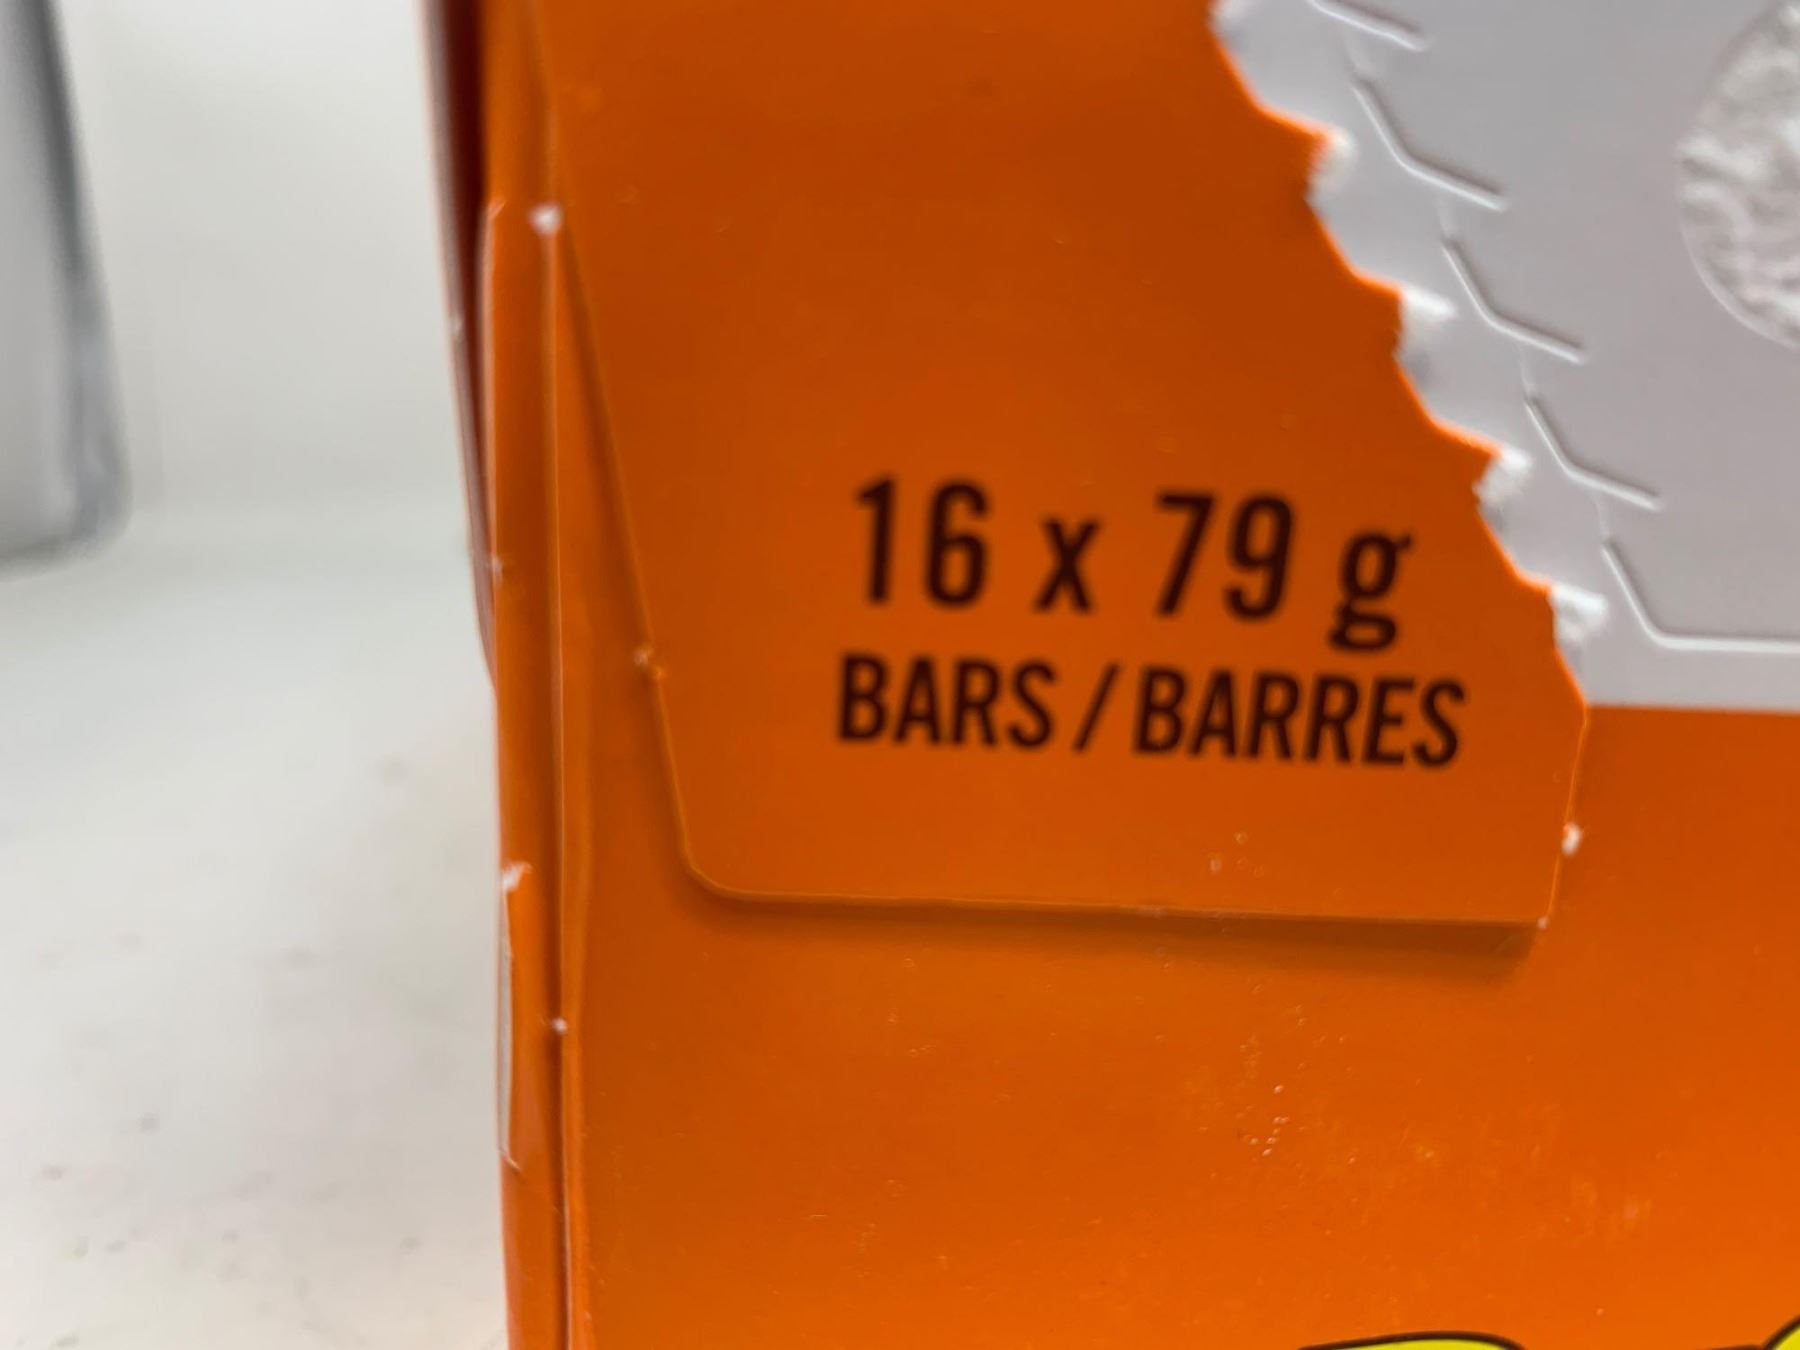 16 x 79 g
BARS / BARRES